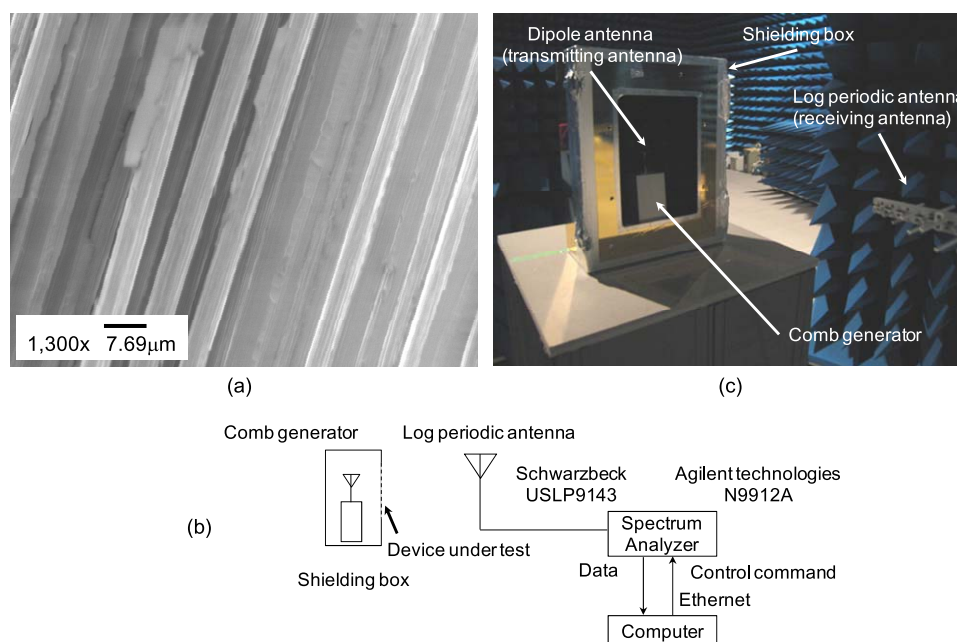 1,300x 7.69μm
(a)
Dipole antenna
(transmitting antenna)
Shielding box
Log periodic antenna
(receiving antenna)
Comb generator
(c)
Comb generator
Log periodic antenna
Schwarzbeck
USLP9143
Agilent technologies
N9912A
(b)
Device under test
Shielding box
Spectrum
Analyzer
Data
Control command
Ethernet
Computer